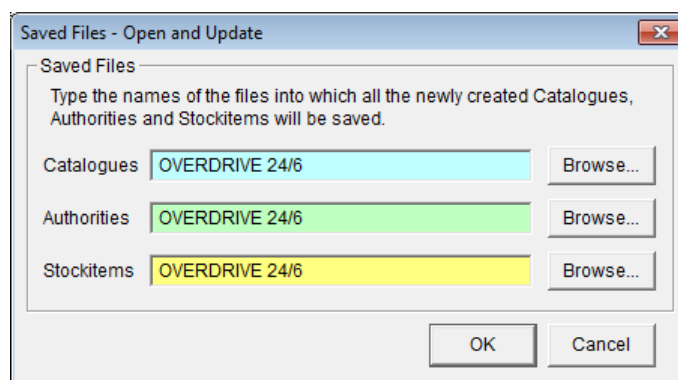 Saved Files - Open and Update
Saved Files
Type the names of the files into which all the newly created Catalogues,
Authorities and Stockitems will be saved.
Catalogues OVERDRIVE 24/6 Browse...
Authorities OVERDRIVE 24/6 Browse...
Stockitems OVERDRIVE 24/6 Browse...
OK Cancel